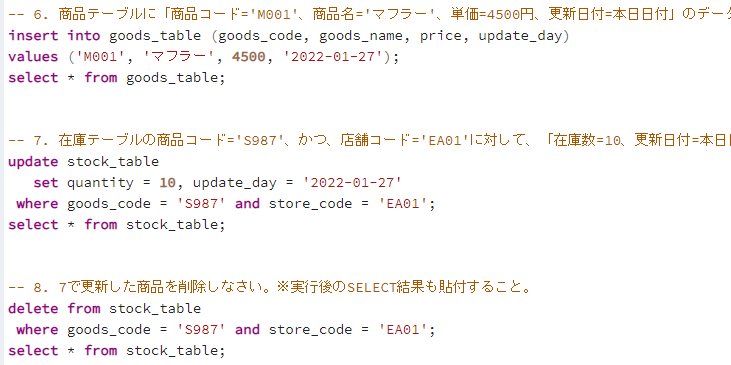 -- 6. 商品テーブルに「商品コード='M001'、商品名='マフラー'、単価=4500円、更新日付=本日日付」のデータ
insert into goods_table (goods_code, goods_name, price, update_day)
values ('M001', 'マフラー', 4500, '2022-01-27');
select * from goods_table;
-- 7. 在庫テーブルの商品コード='S987'、かつ、店舗コード='EA01'に対して、「在庫数=10、更新日付=本日
update stock_table
set quantity = 10, update_day = '2022-01-27'
where goods_code = 'S987' and store_code = 'EA01';
select * from stock_table;
-- 8. 7で更新した商品を削除しなさい。※実行後のSELECT結果も貼付すること。
delete from stock_table
where goods_code = 'S987' and store_code = 'EA01';
select * from stock_table;